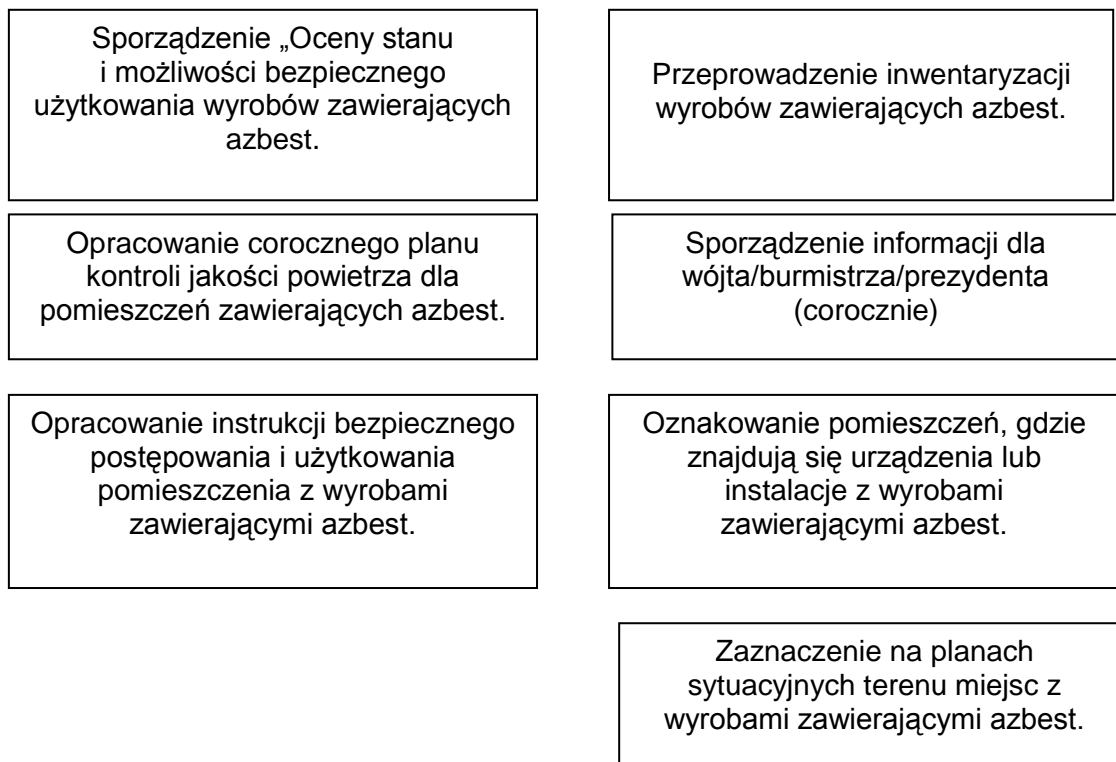 Sporządzenie „Oceny stanu
i możliwości bezpiecznego
użytkowania wyrobów zawierających
azbest.
Przeprowadzenie inwentaryzacji
wyrobów zawierających azbest.
Opracowanie corocznego planu
kontroli jakości powietrza dla
pomieszczeń zawierających azbest.
Sporządzenie informacji dla
wójta/burmistrza/prezydenta
(corocznie)
Opracowanie instrukcji bezpiecznego
postępowania i użytkowania
pomieszczenia z wyrobami
zawierającymi azbest.
Oznakowanie pomieszczeń, gdzie
znajdują się urządzenia lub
instalacje z wyrobami
zawierającymi azbest.
Zaznaczenie na planach
sytuacyjnych terenu miejsc z
wyrobami zawierającymi azbest.